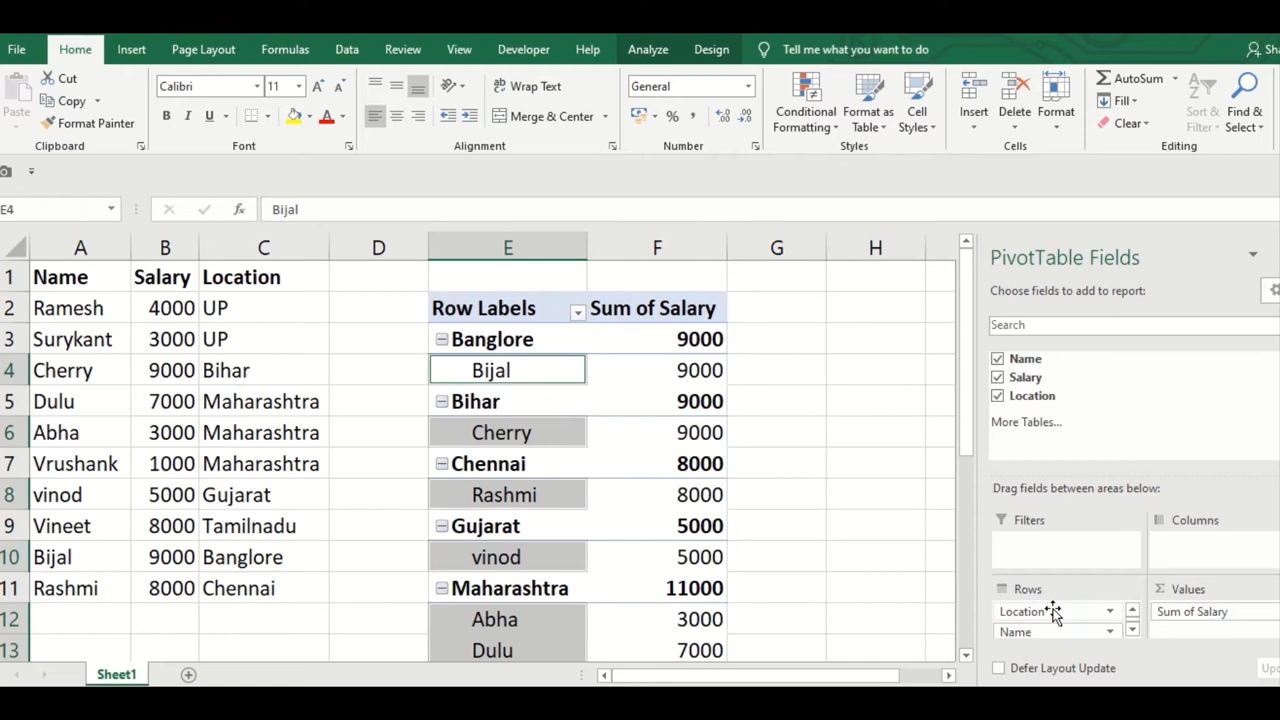 File Home Insert Page Layout Formulas Data Review View Developer Help Analyze Design Tell me what you want to do
Paste
Cut
Copy
Format Painter
Clipboard
Calibri 11
B I U
Font
Wrap Text
Merge & Center
Alignment
General
Number
Conditional Formatting
Format as Table
Cell Styles
Styles
Insert Delete Format
Cells
AutoSum
Fill
Clear
Sort & Filter
Find & Select
Editing
E4 fx Bijal
A B C D E F G H
1 Name Salary Location
2 Ramesh 4000 UP Row Labels Sum of Salary
3 Surykant 3000 UP Banglore 9000
4 Cherry 9000 Bihar Bijal 9000
5 Dulu 7000 Maharashtra Bihar 9000
6 Abha 3000 Maharashtra Cherry 9000
7 Vrushank 1000 Maharashtra Chennai 8000
8 vinod 5000 Gujarat Rashmi 8000
9 Vineet 8000 Tamilnadu Gujarat 5000
10 Bijal 9000 Banglore vinod 5000
11 Rashmi 8000 Chennai Maharashtra 11000
12 Abha 3000
13 Dulu 7000
Sheet1
PivotTable Fields
Choose fields to add to report:
Search
Name
Salary
Location
More Tables...
Drag fields between areas below:
Filters Columns
Rows Σ Values
Location Sum of Salary
Name
Defer Layout Update